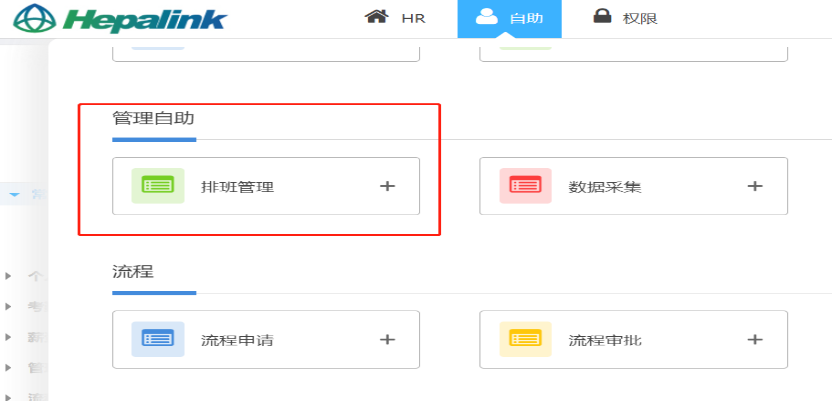 Hepalink
HR
自助
权限
管理自助
排班管理
数据采集
流程
流程申请
流程审批